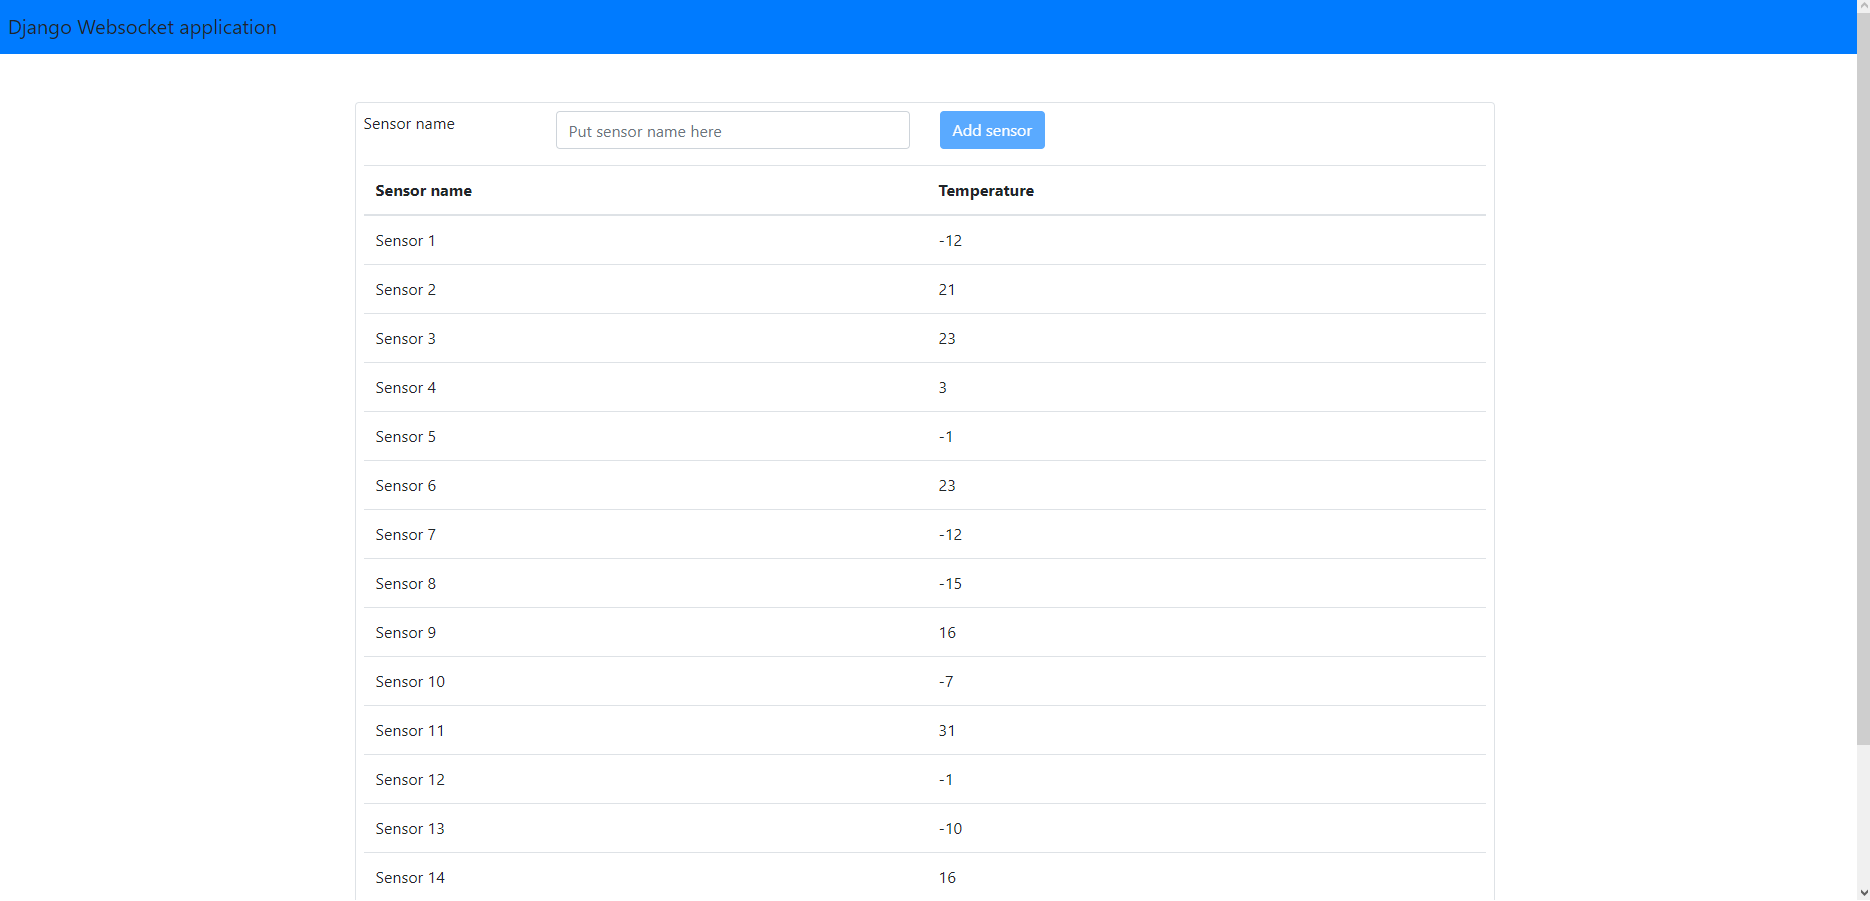 Django Websocket application
Sensor name Put sensor name here Add sensor
Sensor name Temperature
Sensor 1 -12
Sensor 2 21
Sensor 3 23
Sensor 4 3
Sensor 5 -1
Sensor 6 23
Sensor 7 -12
Sensor 8 -15
Sensor 9 16
Sensor 10 -7
Sensor 11 31
Sensor 12 -1
Sensor 13 -10
Sensor 14 16